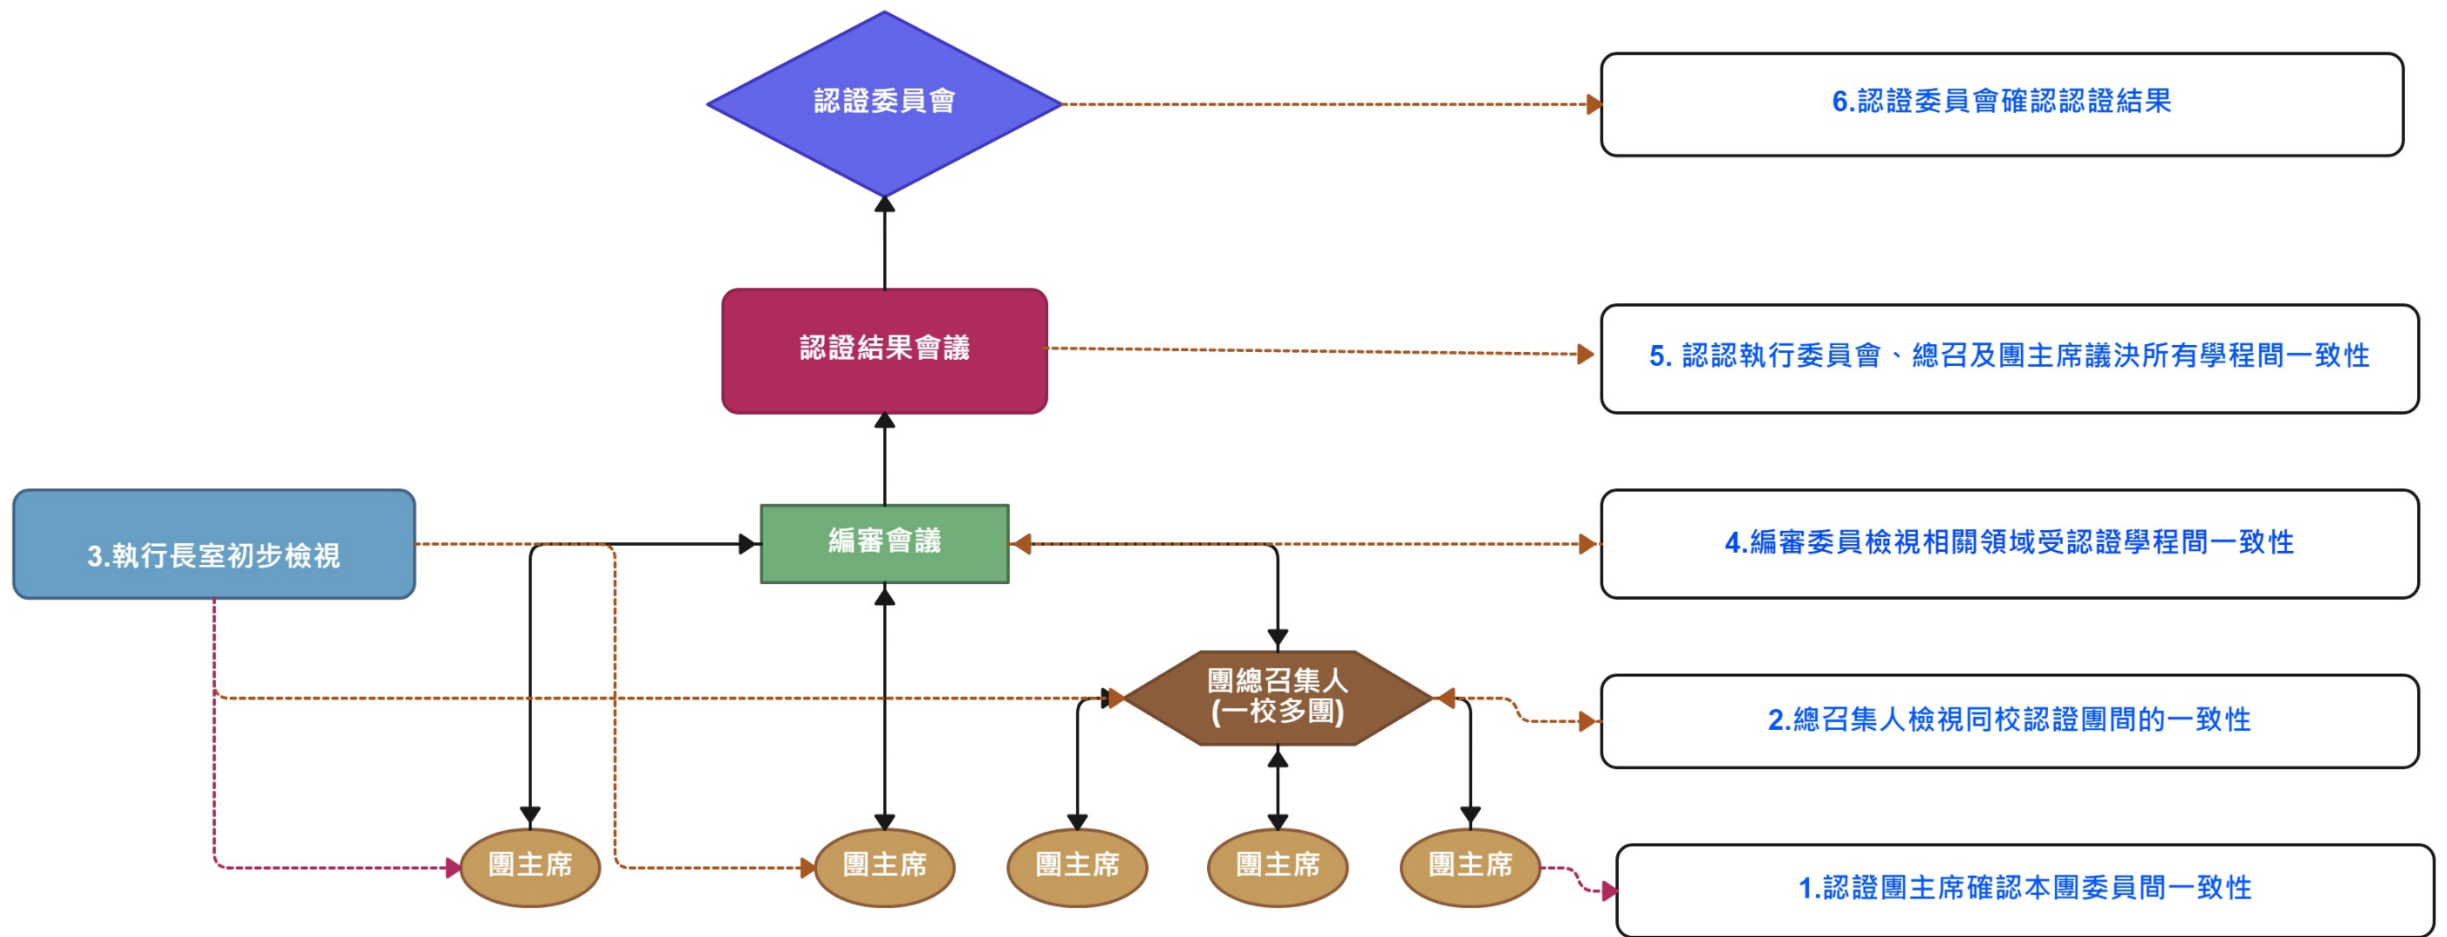 認證委員會
6.認證委員會確認認證結果
認證結果會議
5. 認認執行委員會、總召及團主席議決所有學程間一致性
3.執行長室初步檢視
編審會議
4.編審委員檢視相關領域受認證學程間一致性
團總召集人
(一校多團)
2.總召集人檢視同校認證團間的一致性
團主席
團主席
團主席
團主席
團主席
1.認證團主席確認本團委員間一致性